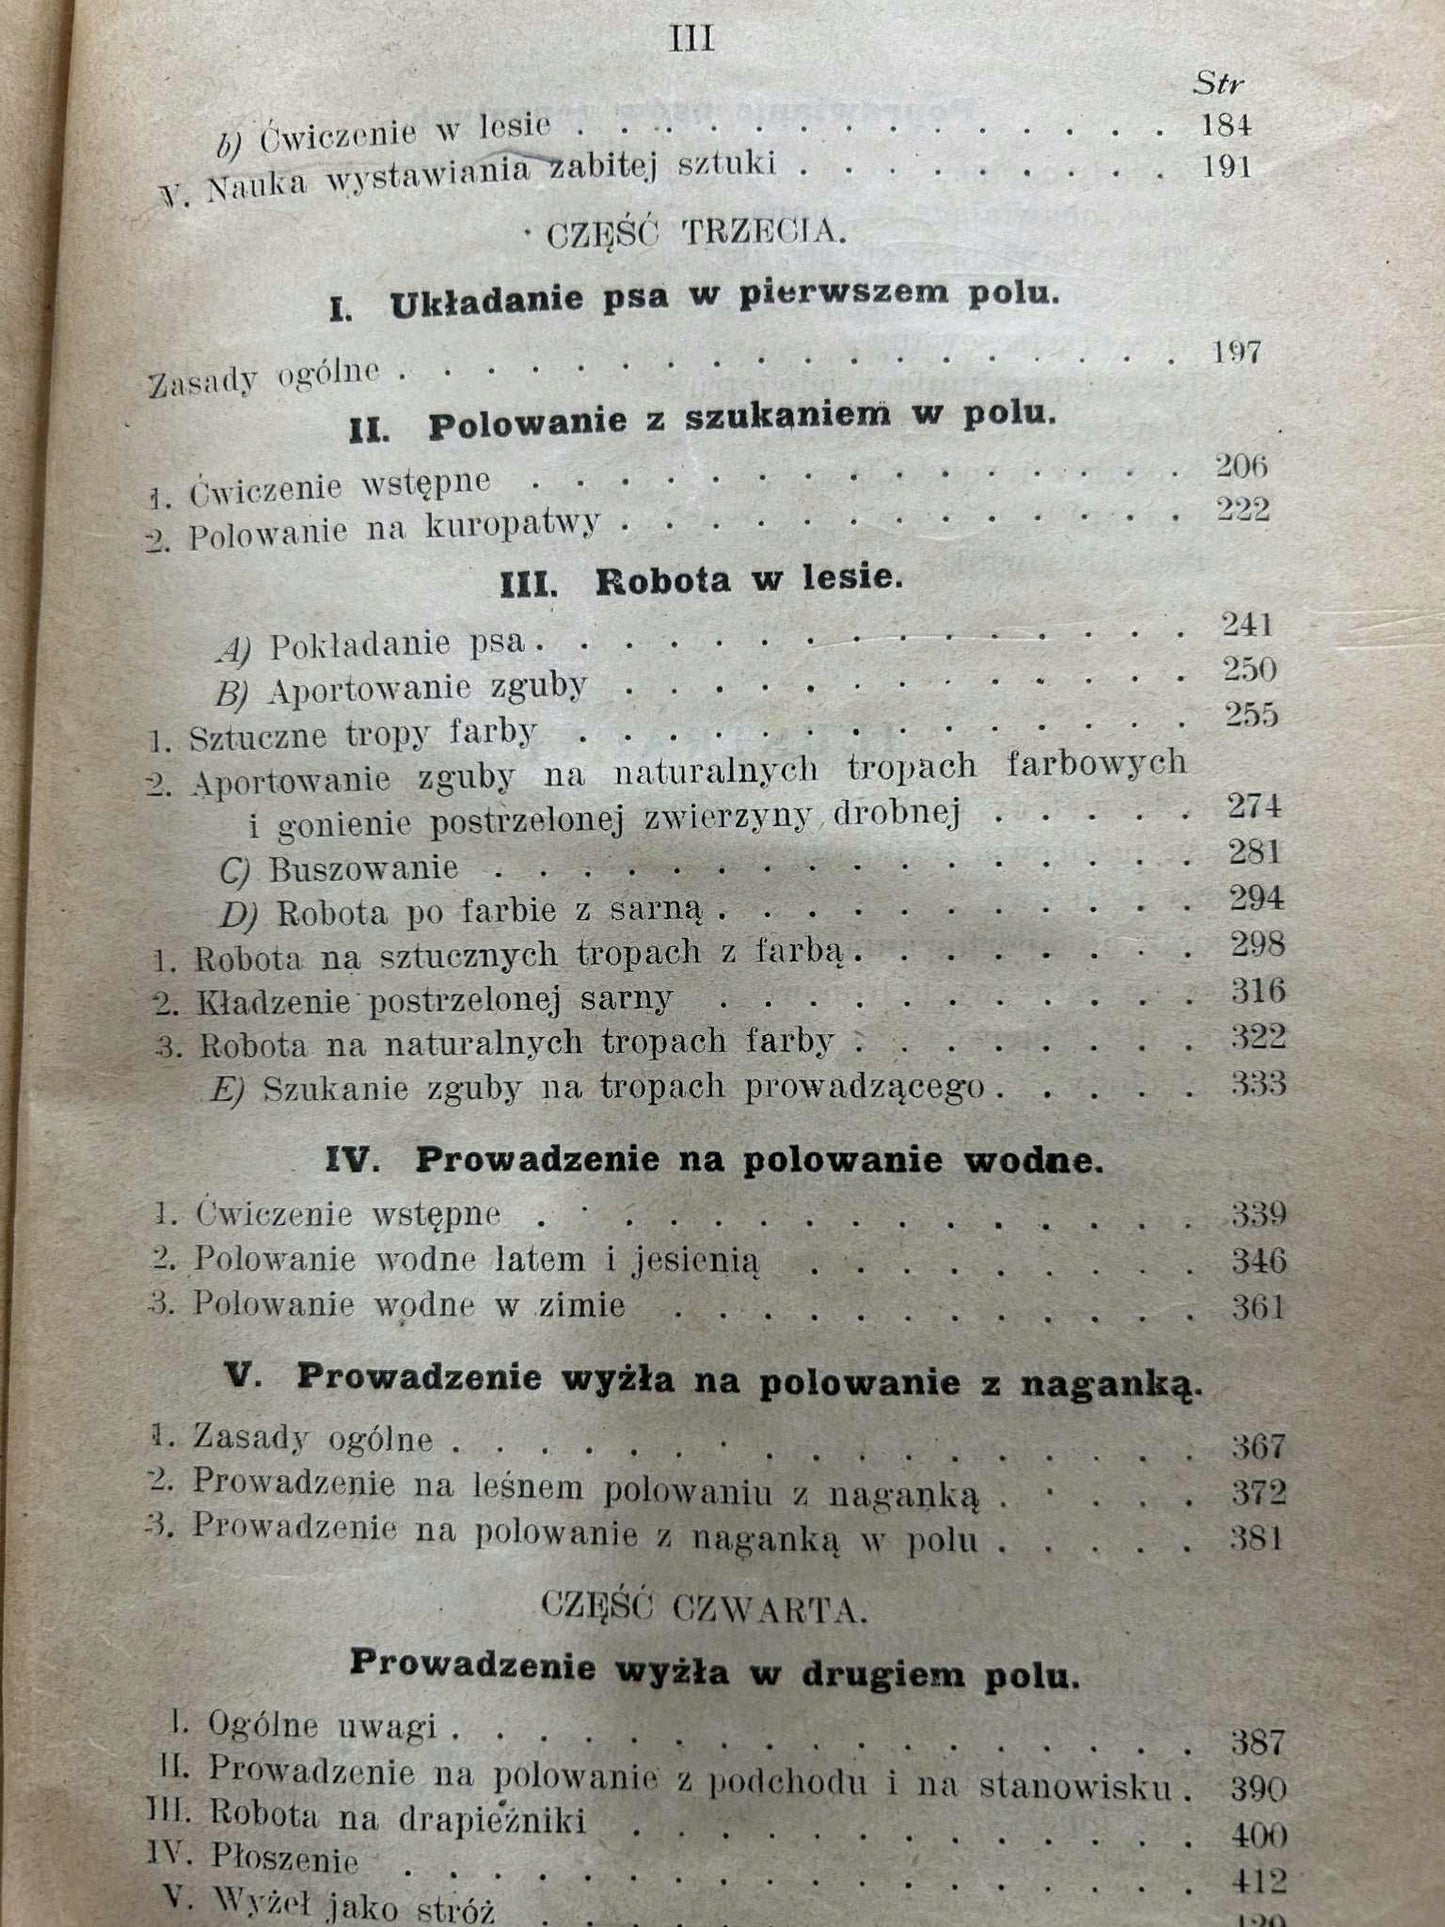 III
Str
b) Ćwiczenie w lesie . . . . . . . . . . . . . . 184
V. Nauka wystawiania zabitej sztuki . . . . . . . . . 191
CZĘŚĆ TRZECIA.
I. Układanie psa w pierwszem polu.
Zasady ogólne . . . . . . . . . . . . . . . . . . 197
II. Polowanie z szukaniem w polu.
1. Ćwiczenie wstępne . . . . . . . . . . . . . . . 206
2. Polowanie na kuropatwy . . . . . . . . . . . . . 222
III. Robota w lesie.
A) Pokładanie psa . . . . . . . . . . . . . . . 241
B) Aportowanie zguby . . . . . . . . . . . . . 250
1. Sztuczne tropy farby . . . . . . . . . . . . . . 255
2. Aportowanie zguby na naturalnych tropach farbowych
i gonienie postrzelonej zwierzyny drobnej . . . . . 274
C) Buszowanie . . . . . . . . . . . . . . . . 281
D) Robota po farbie z sarną . . . . . . . . . . . 294
1. Robota na sztucznych tropach z farbą . . . . . . . . 298
2. Kładzenie postrzelonej sarny . . . . . . . . . . . 316
3. Robota na naturalnych tropach farby . . . . . . . . 322
E) Szukanie zguby na tropach prowadzącego . . . . . 333
IV. Prowadzenie na polowanie wodne.
1. Ćwiczenie wstępne . . . . . . . . . . . . . . . 339
2. Polowanie wodne latem i jesienią . . . . . . . . . 346
3. Polowanie wodne w zimie . . . . . . . . . . . . 361
V. Prowadzenie wyżła na polowanie z naganką.
1. Zasady ogólne . . . . . . . . . . . . . . . . . 367
2. Prowadzenie na leśnem polowaniu z naganką . . . . . 372
3. Prowadzenie na polowanie z naganką w polu . . . . . 381
CZĘŚĆ CZWARTA.
Prowadzenie wyżła w drugiem polu.
I. Ogólne uwagi . . . . . . . . . . . . . . . . . 387
II. Prowadzenie na polowanie z podchodu i na stanowisku . 390
III. Robota na drapieżniki . . . . . . . . . . . . . 400
IV. Płoszenie . . . . . . . . . . . . . . . . . . 412
V. Wyżeł jako stróż . . .